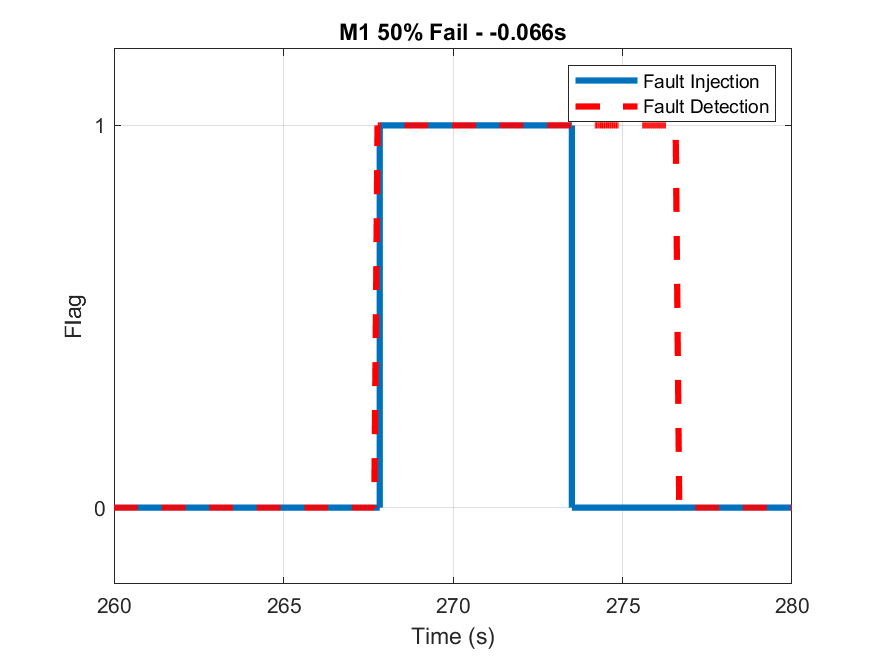 M1 50% Fail - -0.066s
Fault Injection
Fault Detection
1
0
Flag
260 265 270 275 280
Time (s)